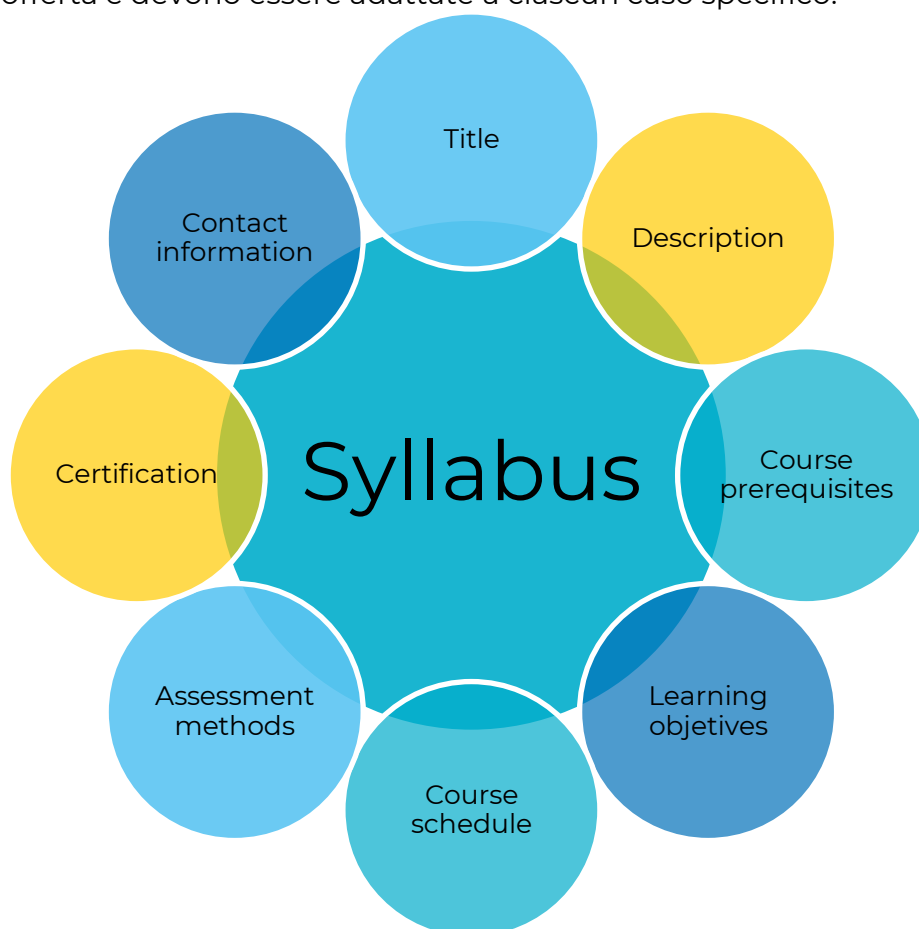 offerta e devono essere adattate a ciascun caso specifico.
Title
Description
Course
prerequisites
Learning
objetives
Course
schedule
Assessment
methods
Certification
Contact
information
Syllabus